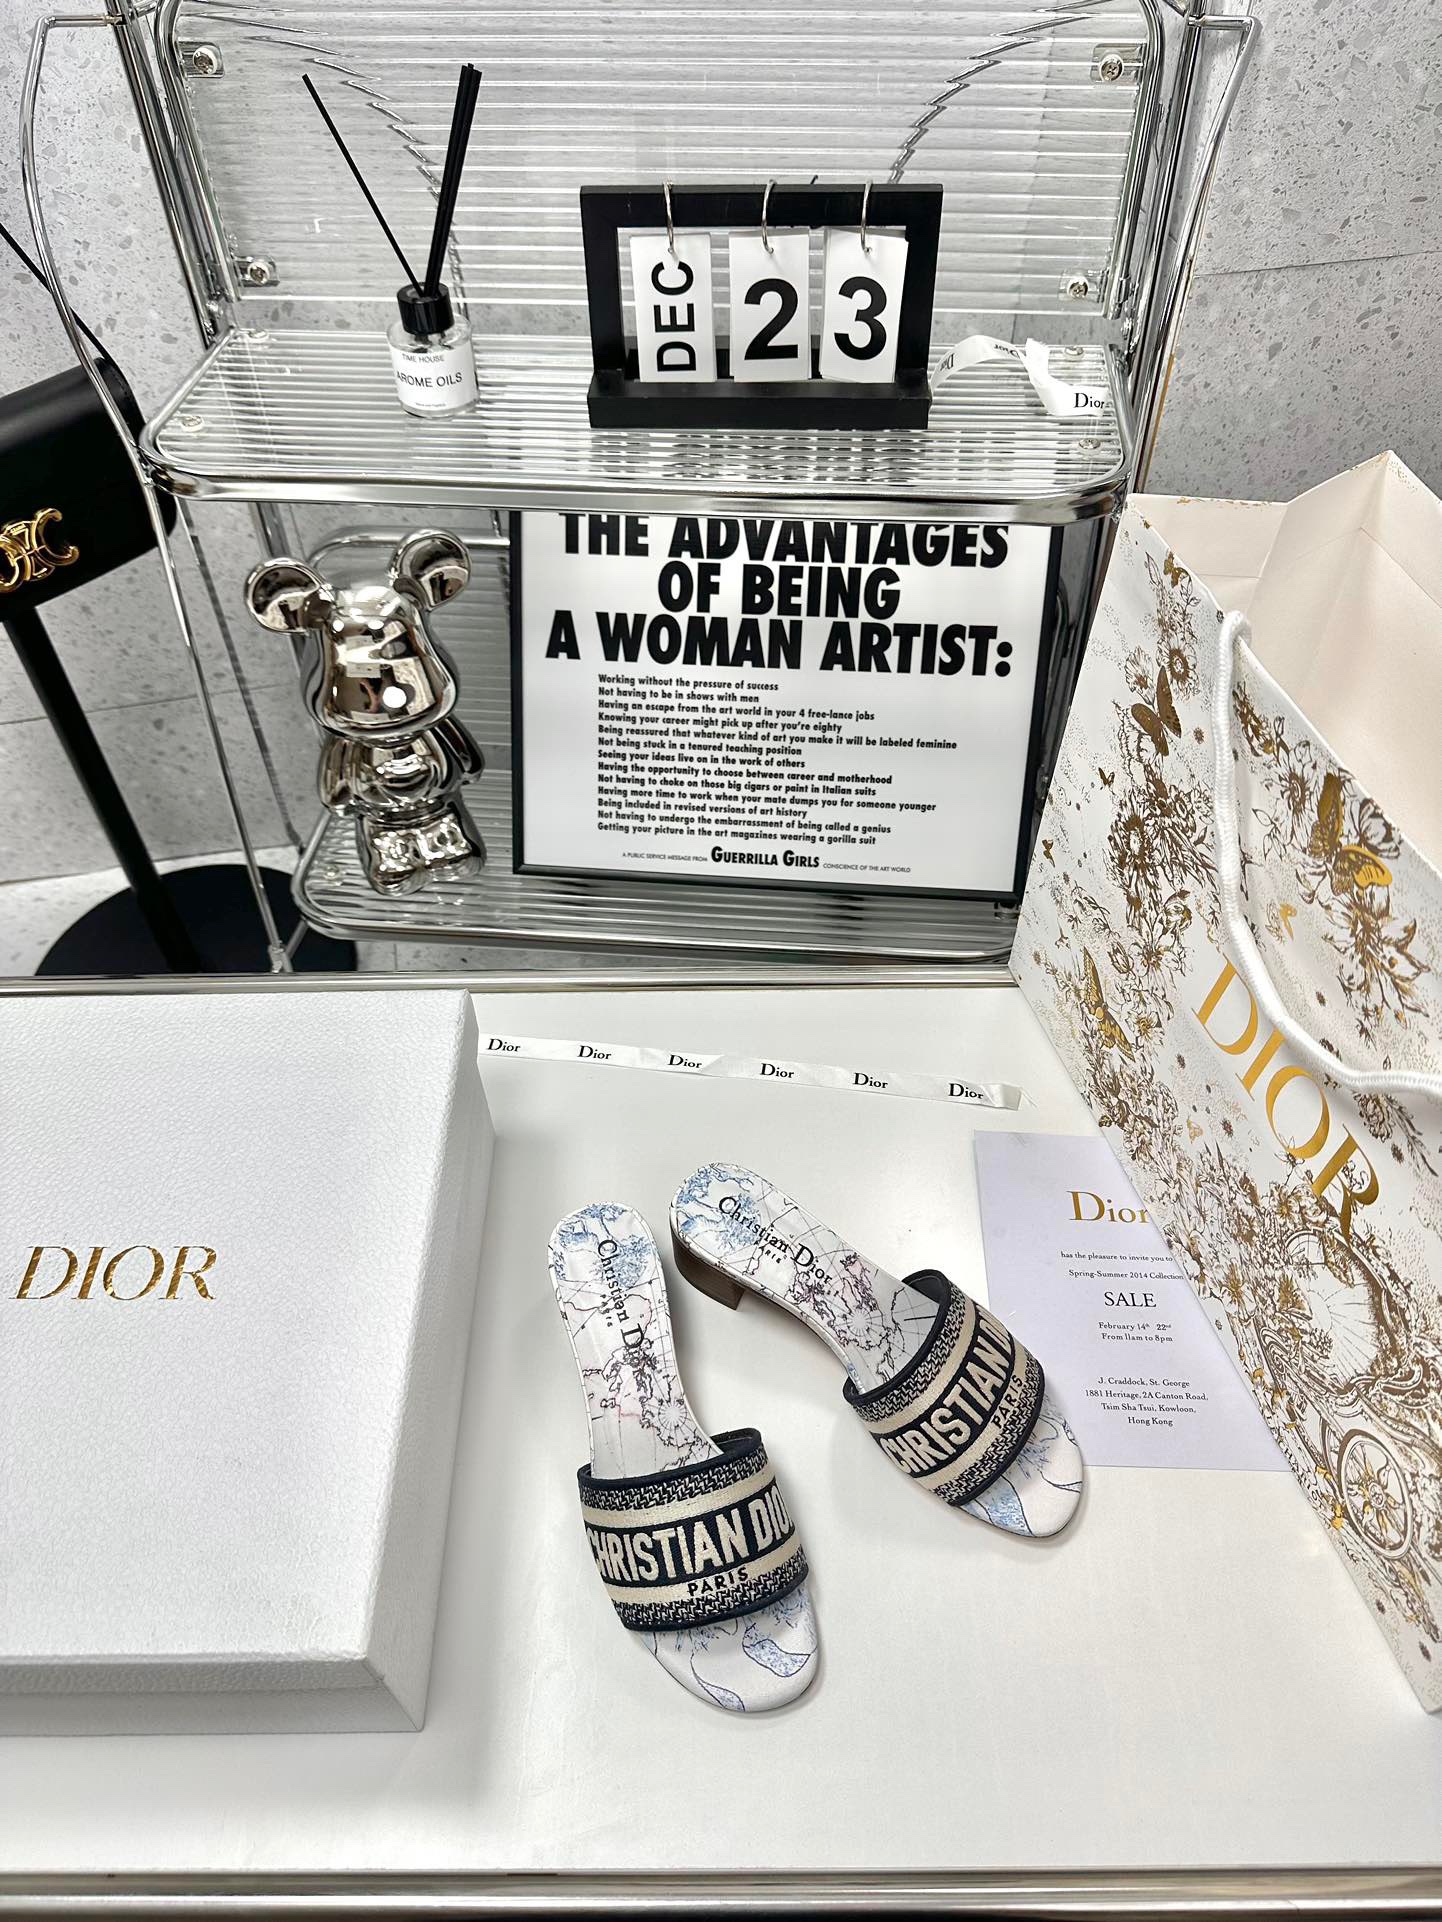 TIME HOUSE
AROME OILS
DEC
2
3
Dior
Dior
THE ADVANTAGES
OF BEING
A WOMAN ARTIST:
Working without the pressure of success
Not having to be in shows with men
Having an escape from the art world in your 4 free-lance jobs
Knowing your career might pick up after you're eighty
Being reassured that whatever kind of art you make it will be labeled feminine
Not being stuck in a tenured teaching position
Seeing your ideas live on in the work of others
Having the opportunity to choose between career and motherhood
Not having to choke on those big cigars or paint in Italian suits
Having more time to work when your mate dumps you for someone younger
Being included in revised versions of art history
Not having to undergo the embarrassment of being called a genius
Getting your picture in the art magazines wearing a gorilla suit
A PUBLIC SERVICE MESSAGE FROM GUERRILLA GIRLS CONSCIENCE OF THE ART WORLD
DIOR
Dior Dior Dior Dior Dior Dior
DIOR
Christian Dior
PARIS
Christian Dior
PARIS
CHRISTIAN DIO
PARIS
CHRISTIAN D
PARIS
Dior
has the pleasure to invite you to
Spring-Summer 2014 Collection
SALE
February 14th 22nd
From 11am to 8pm
J. Craddock, St. George
1881 Heritage, 2A Canton Road,
Tsim Sha Tsui, Kowloon,
Hong Kong